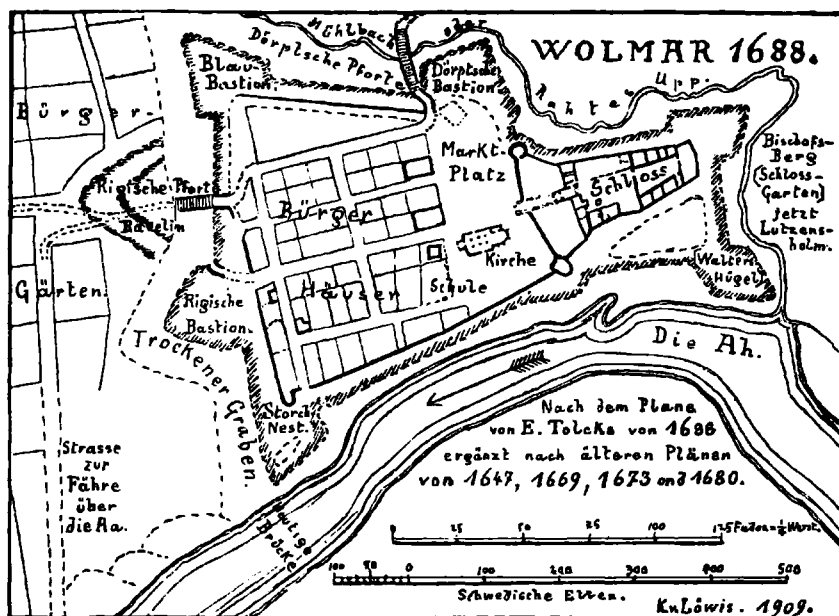 WOLMAR 1688.
Mühlbach oder
Rahtes Upp.
Dörptsche Pforte
Blau
Bastion.
Dörptsche
Bastion.
Bürger-
Gärten.
Rigische Pforte
Ravelin
Markt-
Platz
Schloss
Bischofs-
Berg
(Schloss-
Garten)
jetzt
Lutzens-
holm.
Bürger
Häuser
Kirche
Schule
Walters
Hügel
Rigische
Bastion.
Trockener Graben.
Storch
Nest.
Die Ah.
Strasse
zur
Fähre
über
die Aa.
heutige
Brücke
Nach dem Plane
von E. Tolcks von 1688
ergänzt nach älteren Plänen
von 1647, 1669, 1673 und 1680.
0 25 50 100 125 Faden=¼ Werst.
100 50 0 100 200 300 400 500
Schwedische Ellen.
K.v. Löwis. 1909.